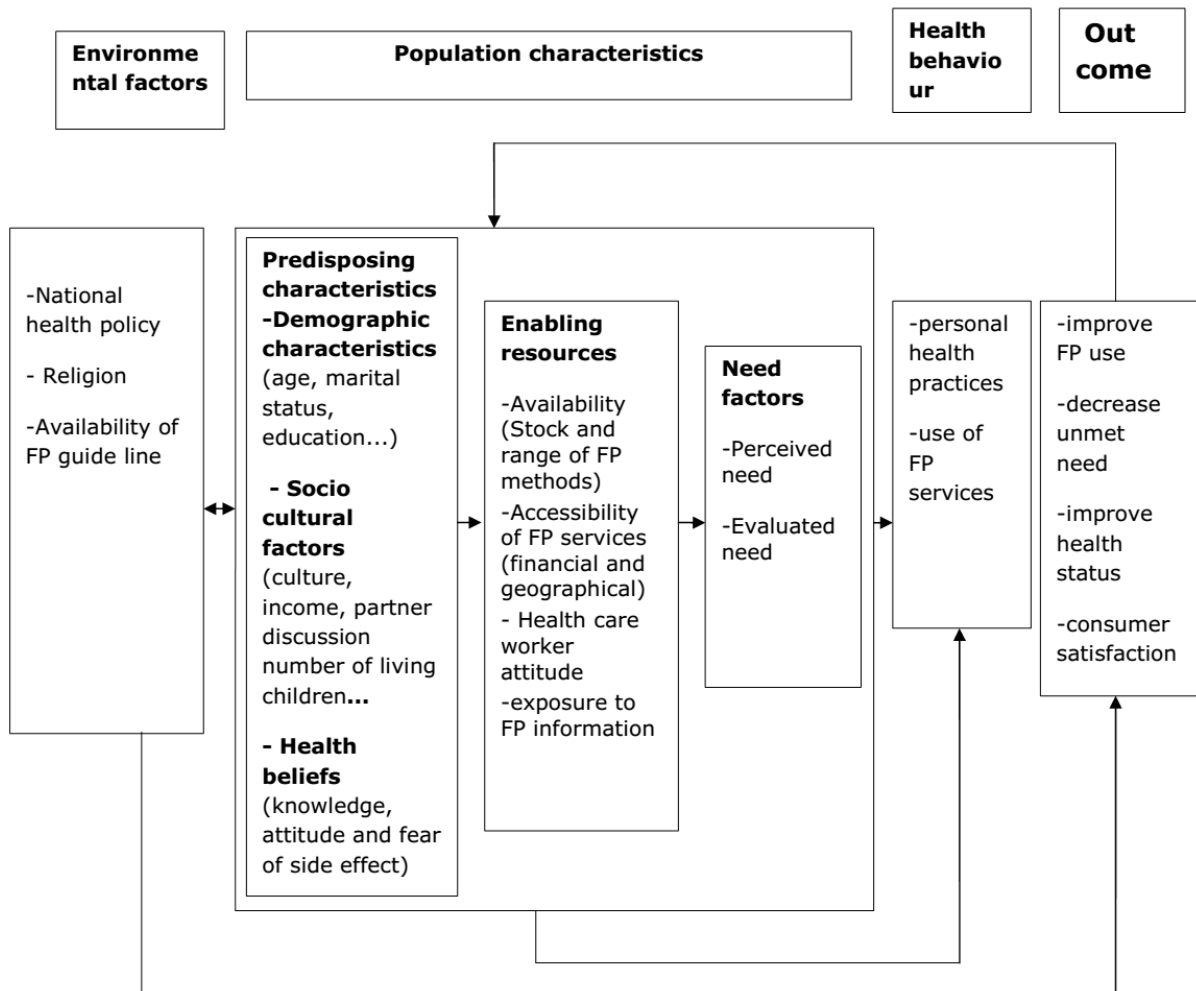 Environme
ntal factors
Population characteristics
Health
behavio
ur
Out
come
-National
health policy
- Religion
-Availability of
FP guide line
Predisposing
characteristics
-Demographic
characteristics
(age, marital
status,
education...)
- Socio
cultural
factors
(culture,
income, partner
discussion
number of living
children...
- Health
beliefs
(knowledge,
attitude and fear
of side effect)
Enabling
resources
-Availability
(Stock and
range of FP
methods)
-Accessibility
of FP services
(financial and
geographical)
- Health care
worker
attitude
-exposure to
FP information
Need
factors
-Perceived
need
-Evaluated
need
-personal
health
practices
-use of
FP
services
-improve
FP use
-decrease
unmet
need
-improve
health
status
-consumer
satisfaction